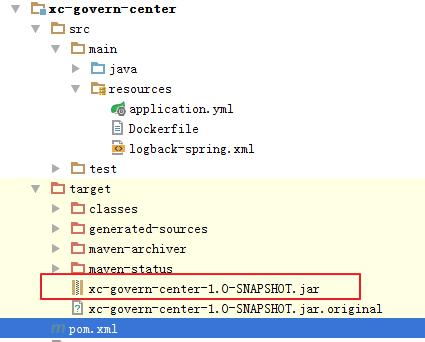 xc-govern-center
src
main
java
resources
application.yml
Dockerfile
logback-spring.xml
test
target
classes
generated-sources
maven-archiver
maven-status
xc-govern-center-1.0-SNAPSHOT.jar
xc-govern-center-1.0-SNAPSHOT.jar.original
pom.xml